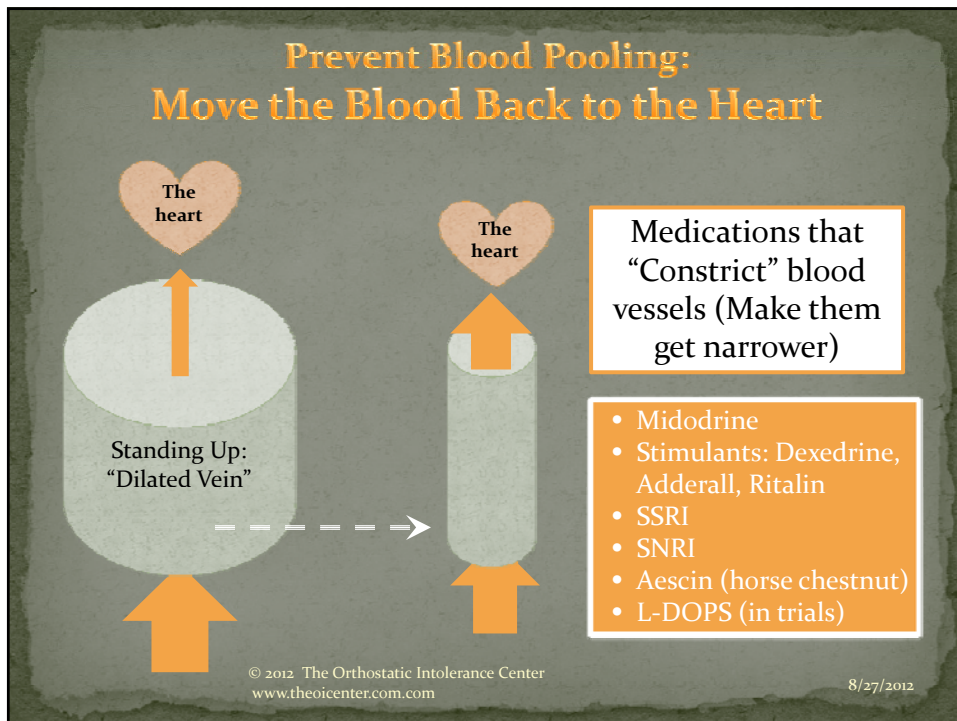 Prevent Blood Pooling:
Move the Blood Back to the Heart
The
heart
Standing Up:
“Dilated Vein”
The
heart
Medications that
“Constrict” blood
vessels (Make them
get narrower)
• Midodrine
• Stimulants: Dexedrine,
Adderall, Ritalin
• SSRI
• SNRI
• Aescin (horse chestnut)
• L-DOPS (in trials)
© 2012 The Orthostatic Intolerance Center
www.theoicenter.com.com
8/27/2012